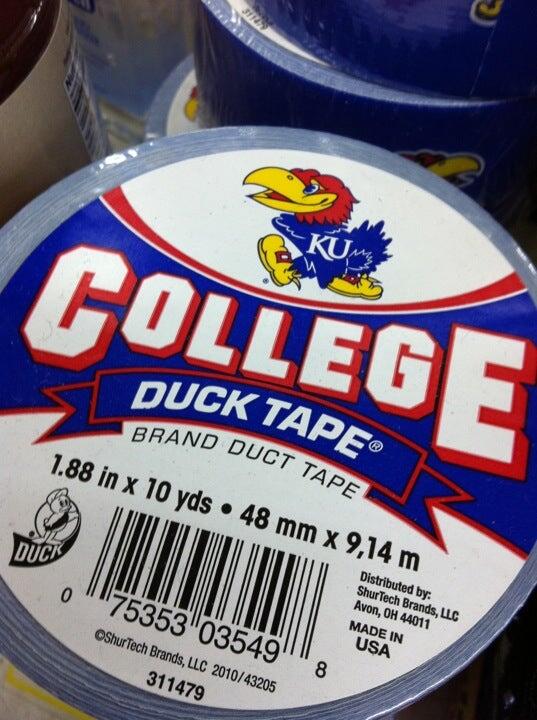 311479
KU
COLLEGE
DUCK TAPE®
BRAND DUCT TAPE
1.88 in x 10 yds • 48 mm x 9,14 m
DUCK
Distributed by:
ShurTech Brands, LLC
Avon, OH 44011
MADE IN
USA
0 75353 03549 8
©ShurTech Brands, LLC 2010/43205
311479